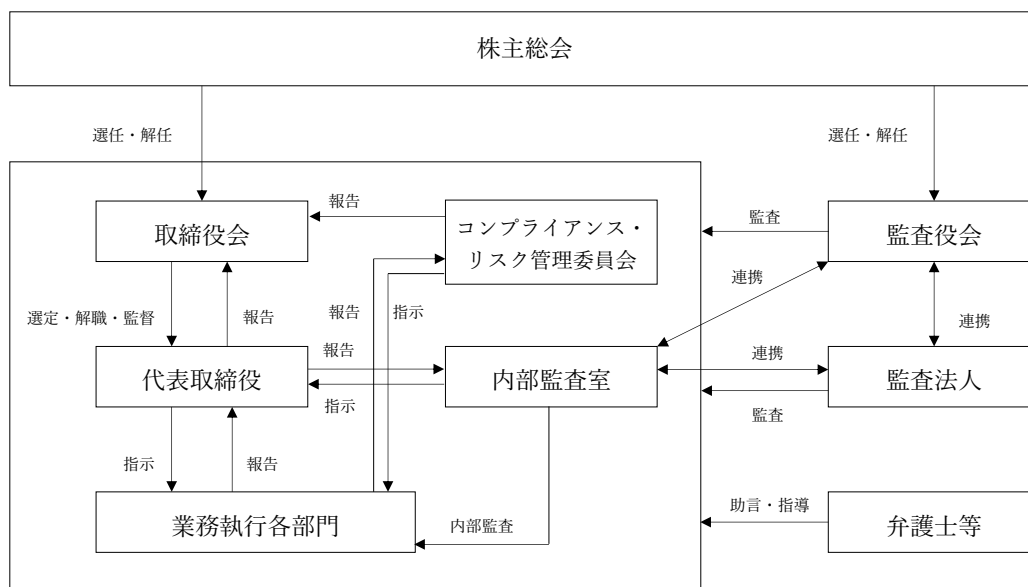 株主総会
選任・解任
選任・解任
取締役会
報告
コンプライアンス・
リスク管理委員会
監査
監査役会
連携
選定・解職・監督
報告
報告
指示
連携
代表取締役
報告
指示
内部監査室
連携
監査
監査法人
指示
報告
業務執行各部門
内部監査
助言・指導
弁護士等